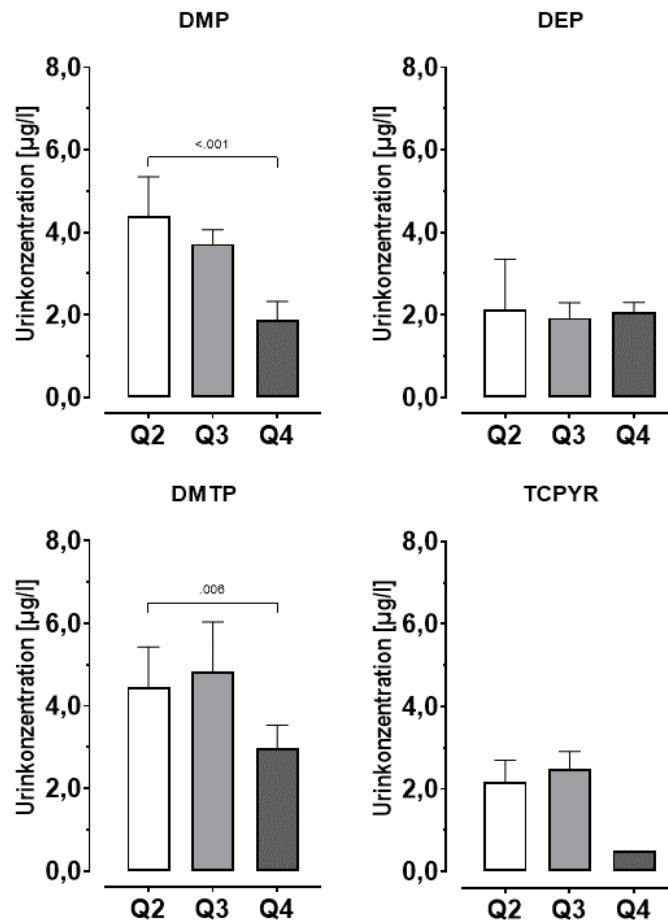 DMP
Urinkonzentration [µg/l]
8,0
6,0
4,0
2,0
0,0
<.001
Q2 Q3 Q4
DEP
Urinkonzentration [µg/l]
8,0
6,0
4,0
2,0
0,0
Q2 Q3 Q4
DMTP
Urinkonzentration [µg/l]
8,0
6,0
4,0
2,0
0,0
.006
Q2 Q3 Q4
TCPYR
Urinkonzentration [µg/l]
8,0
6,0
4,0
2,0
0,0
Q2 Q3 Q4